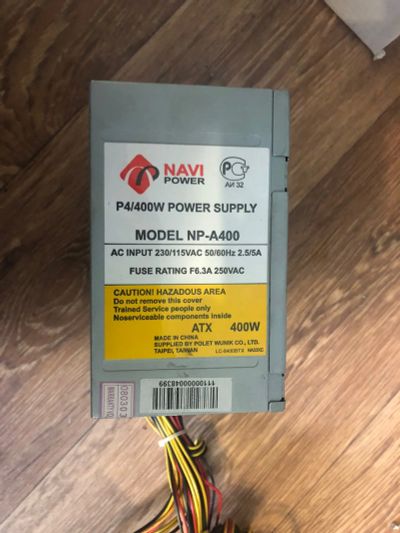 NAVI
POWER
АИ 32
P4/400W POWER SUPPLY
MODEL NP-A400
AC INPUT 230/115VAC 50/60Hz 2.5/5A
FUSE RATING F6.3A 250VAC
CAUTION! HAZADOUS AREA
Do not remove this cover
Trained Service people only
Noserviceable components inside
ATX 400W
MADE IN CHINA
SUPPLIED BY POLET WUNIK CO., LTD.
TAIPEI, TAIWAN